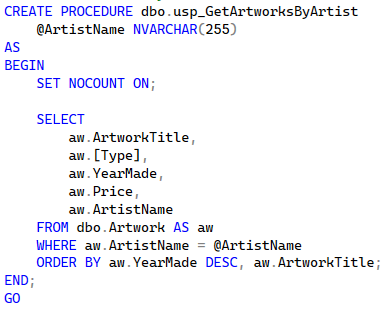 CREATE PROCEDURE dbo.usp_GetArtworksByArtist
    @ArtistName NVARCHAR(255)
AS
BEGIN
    SET NOCOUNT ON;

    SELECT
        aw.ArtworkTitle,
        aw.[Type],
        aw.YearMade,
        aw.Price,
        aw.ArtistName
    FROM dbo.Artwork AS aw
    WHERE aw.ArtistName = @ArtistName
    ORDER BY aw.YearMade DESC, aw.ArtworkTitle;
END;
GO